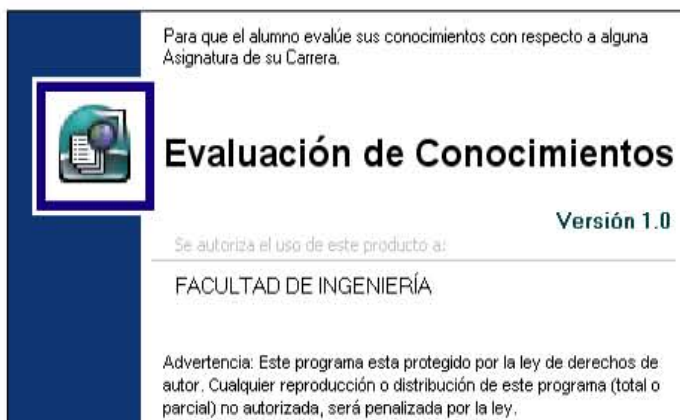 Para que el alumno evalúe sus conocimientos con respecto a alguna
Asignatura de su Carrera.
Evaluación de Conocimientos
Versión 1.0
Se autoriza el uso de este producto a:
FACULTAD DE INGENIERÍA
Advertencia: Este programa esta protegido por la ley de derechos de
autor. Cualquier reproducción o distribución de este programa (total o
parcial) no autorizada, será penalizada por la ley.